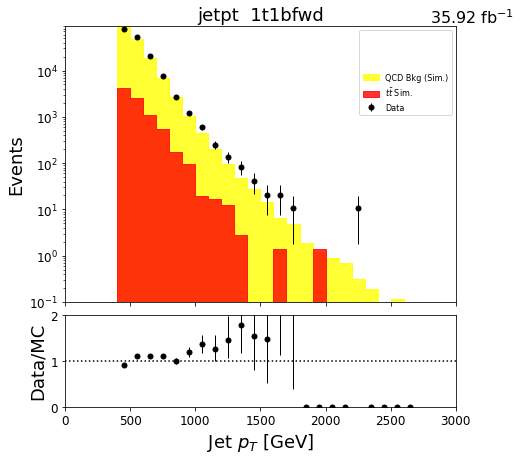 jetpt 1t1bfwd
35.92 fb⁻¹
QCD Bkg (Sim.)
tt̄ Sim.
Data
Events
10⁴
10³
10²
10¹
10⁰
10⁻¹
Data/MC
2
1
0
0 500 1000 1500 2000 2500 3000
Jet p_T [GeV]